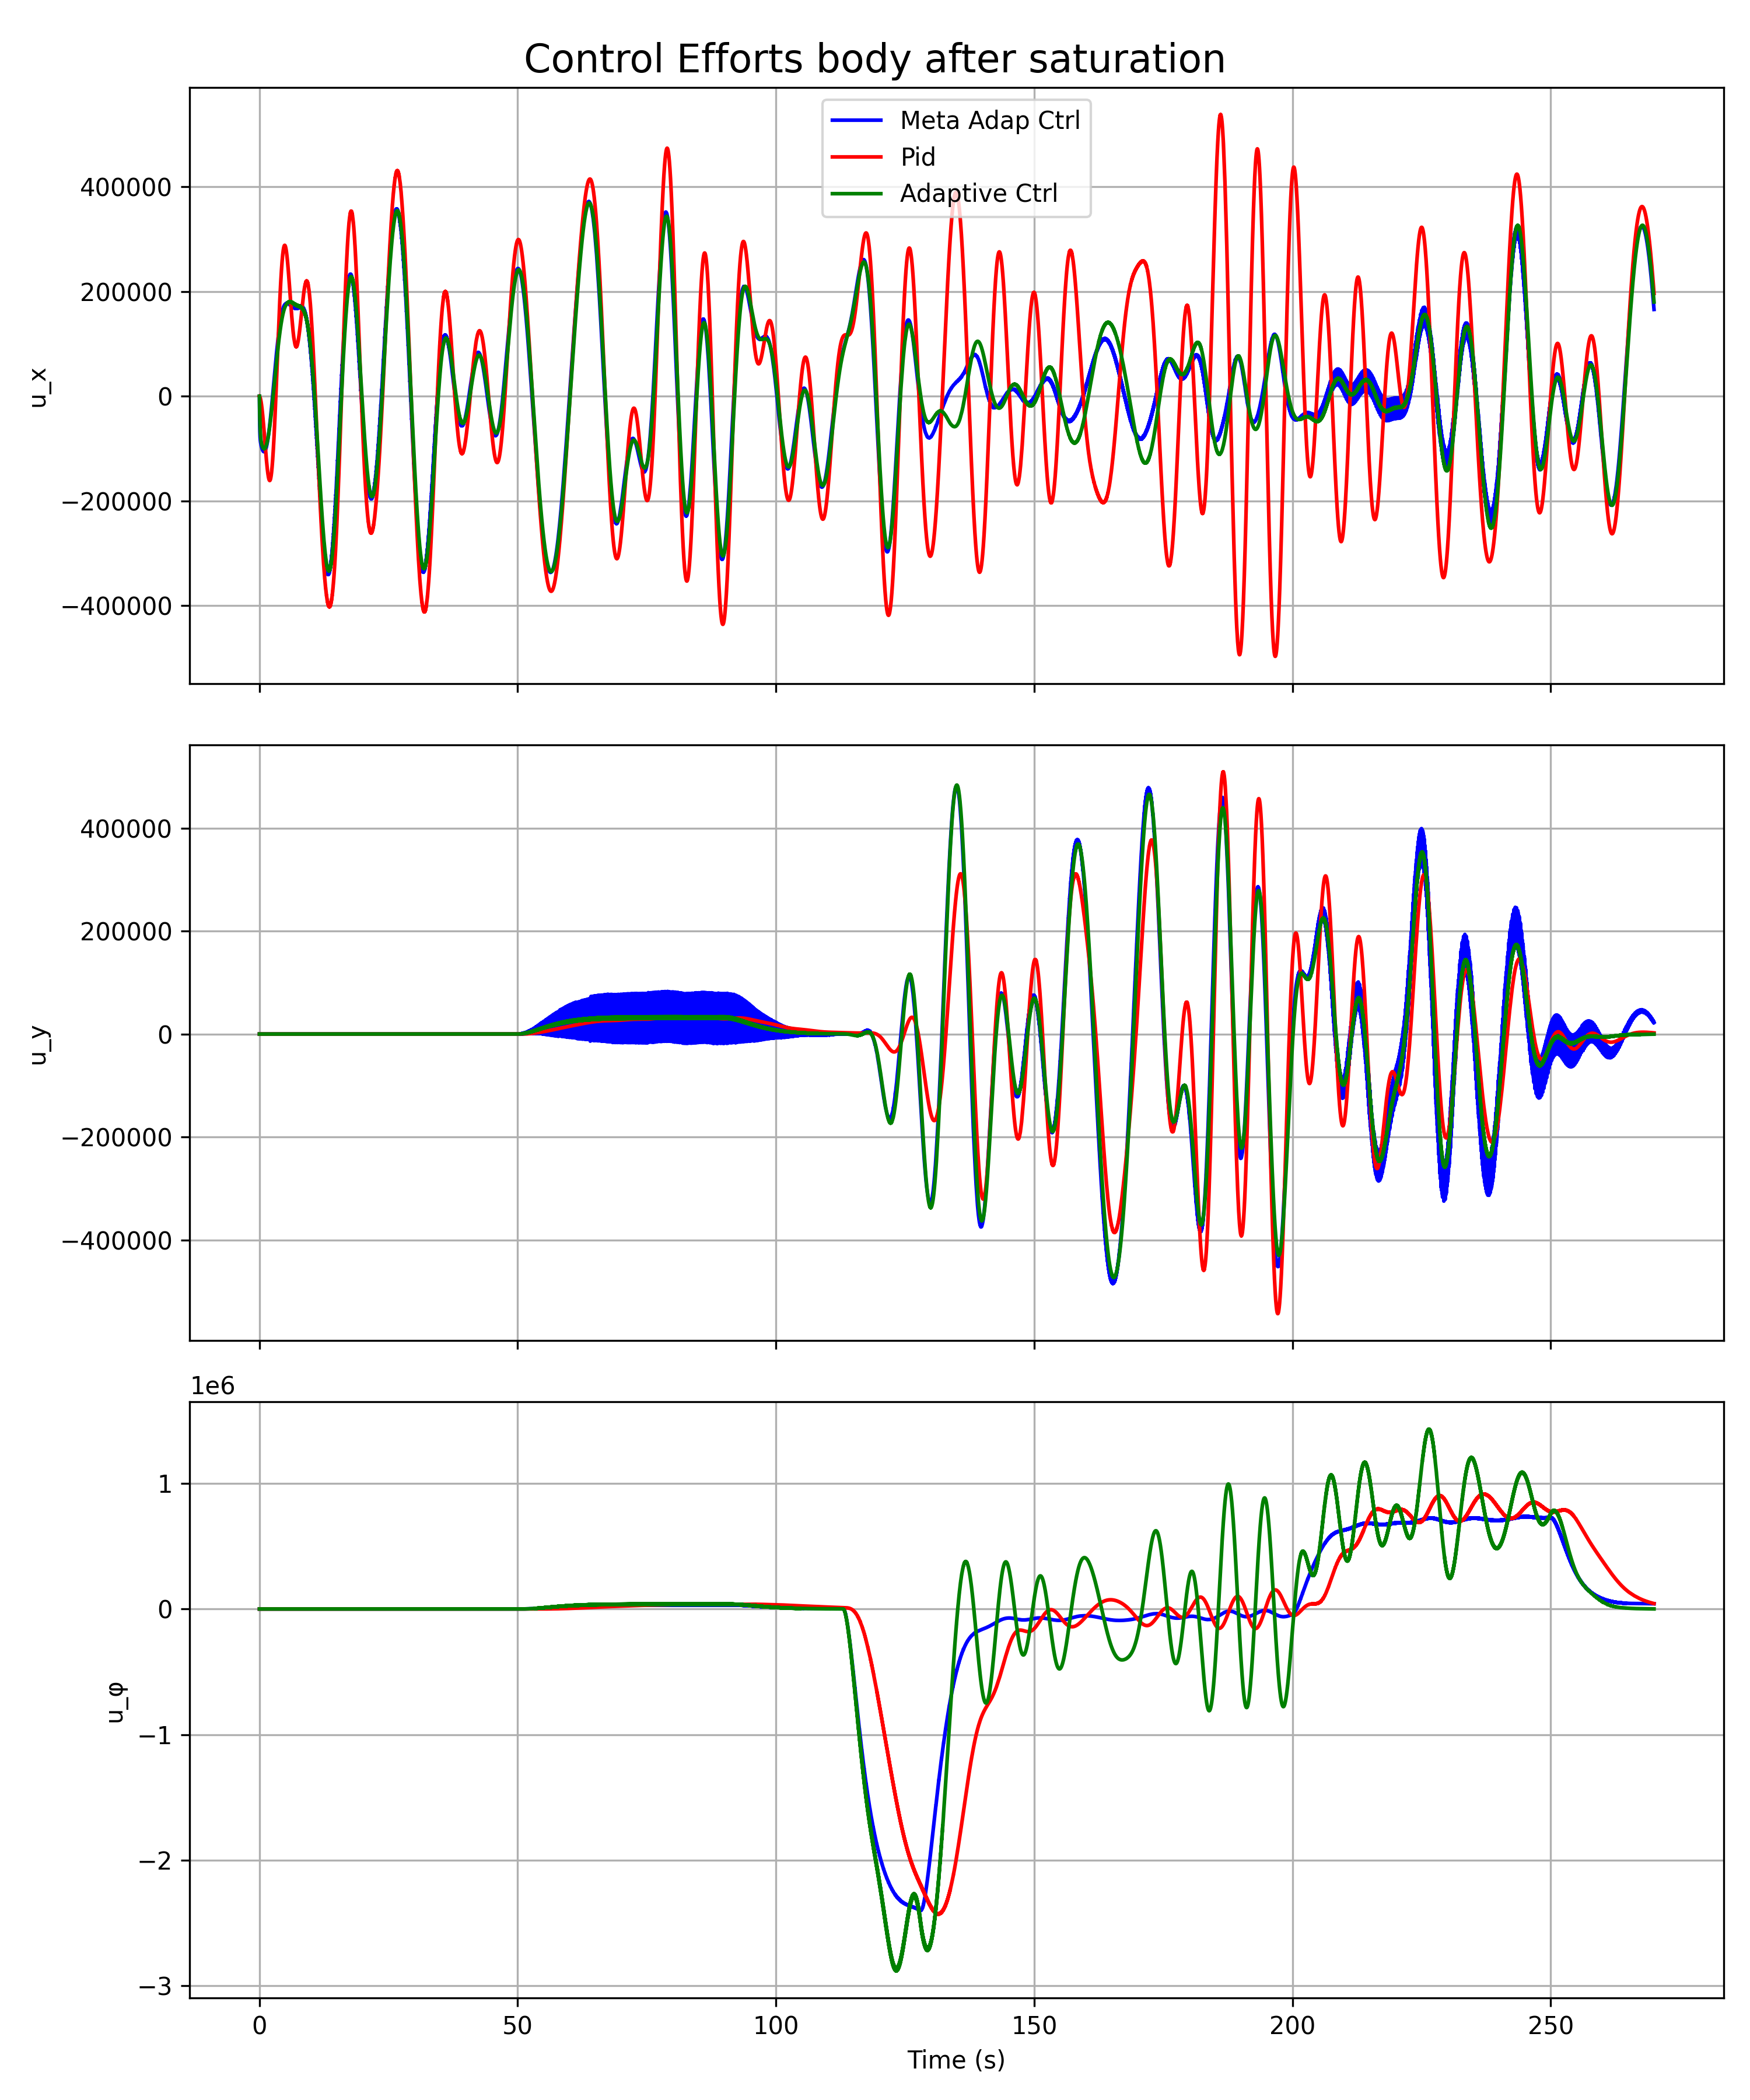 Control Efforts body after saturation
Meta Adap Ctrl
Pid
Adaptive Ctrl
400000
200000
0
−200000
−400000
u_x
400000
200000
0
−200000
−400000
u_y
1e6
1
0
−1
−2
−3
u_φ
0 50 100 150 200 250
Time (s)